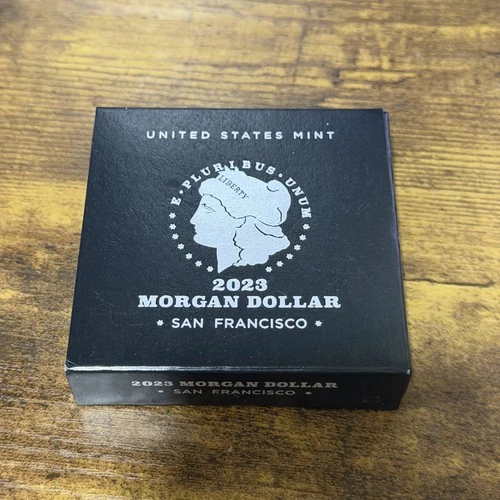 UNITED STATES MINT
E·PLURIBUS·UNUM
LIBERTY
2023
MORGAN DOLLAR
* SAN FRANCISCO *
2023 MORGAN DOLLAR
* SAN FRANCISCO *